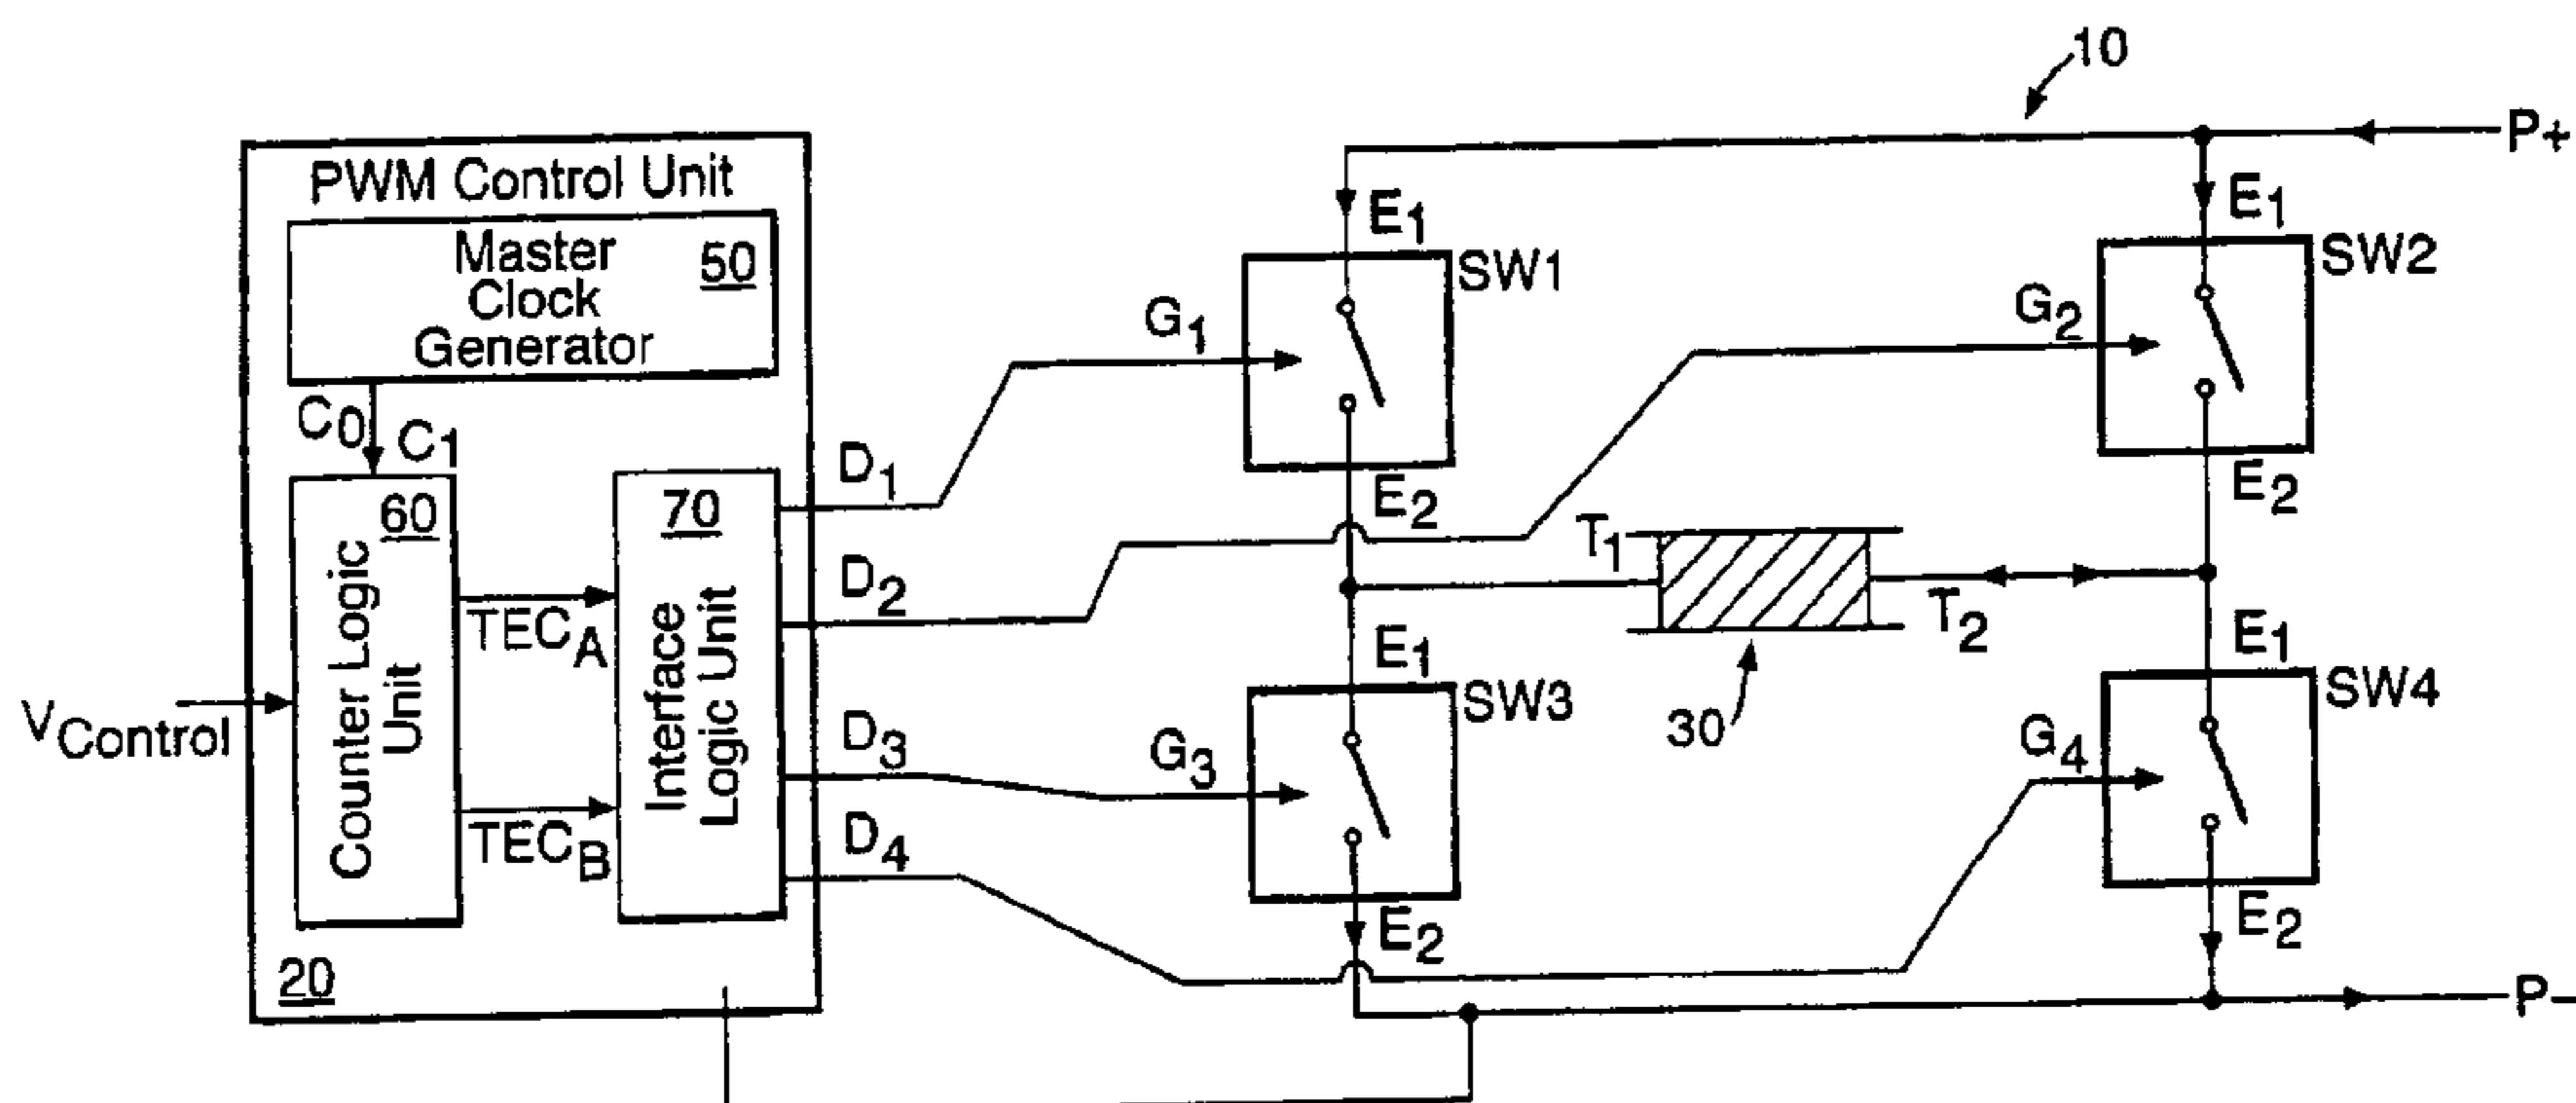 10
P+
PWM Control Unit
Master
Clock
Generator
50
C0
C1
60
Counter Logic
Unit
TECA
TECB
70
Interface
Logic Unit
VControl
20
D1
D2
D3
D4
G1
E1
SW1
E2
G2
E1
SW2
E2
T1
T2
30
G3
E1
SW3
E2
G4
E1
SW4
E2
P-